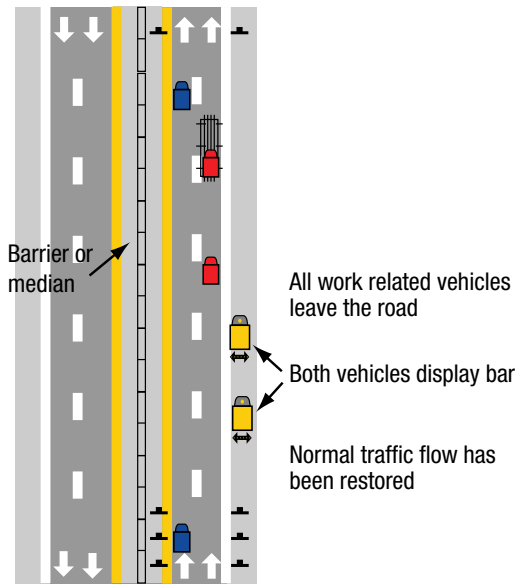 Barrier or
median
All work related vehicles
leave the road
Both vehicles display bar
Normal traffic flow has
been restored